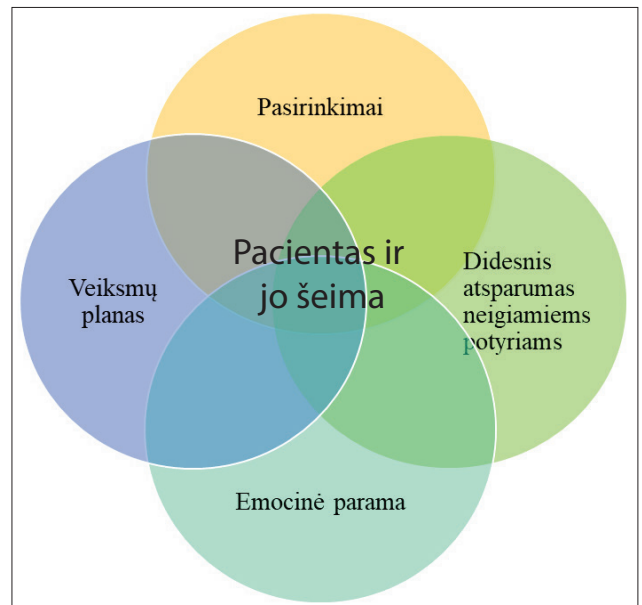 Pasirinkimai
Pacientas ir
jo šeima
Veiksmų
planas
Didesnis
atsparumas
neigiamiems
potyriams
Emocinė parama